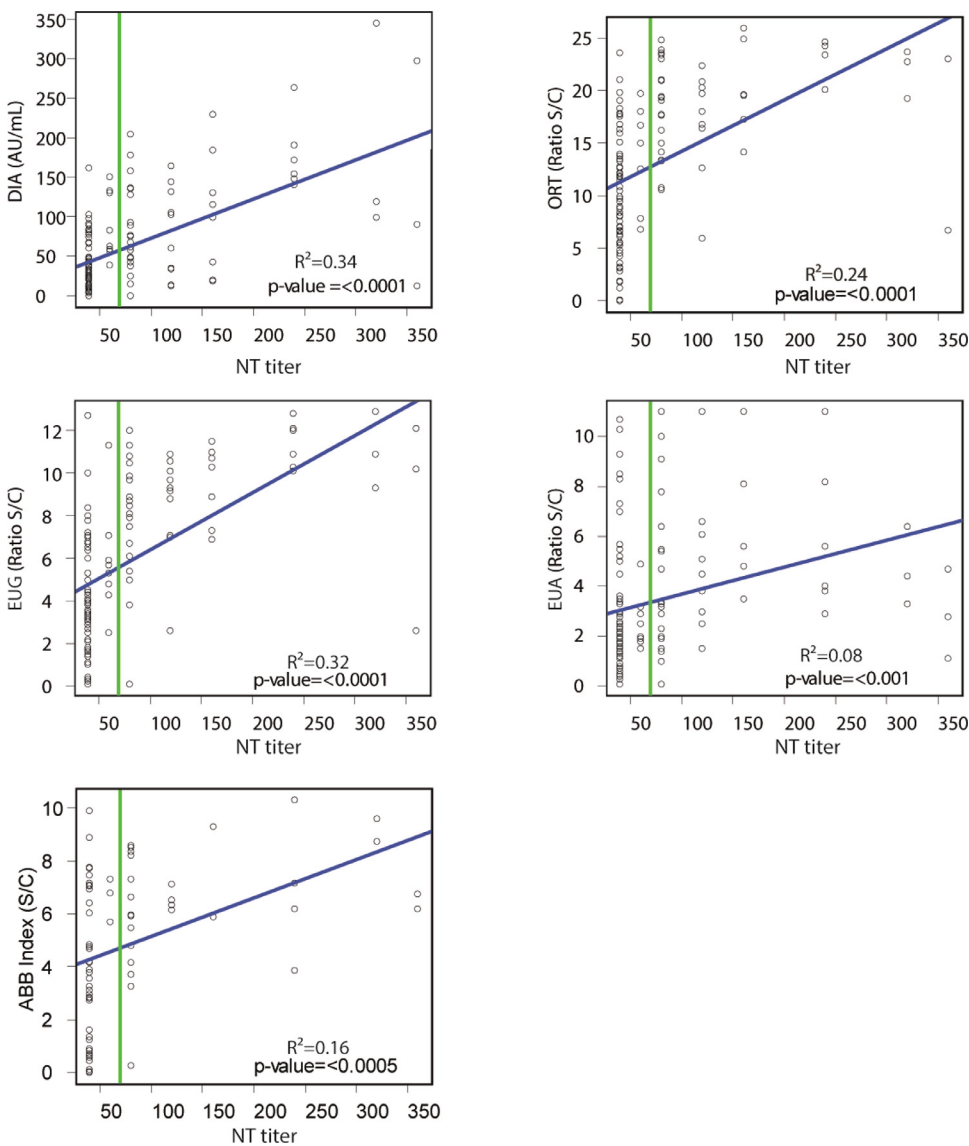 350
300
250
200
150
100
50
0
DIA (AU/mL)
R²=0.34
p-value =<0.0001
50 100 150 200 250 300 350
NT titer
25
20
15
10
5
0
ORT (Ratio S/C)
R²=0.24
p-value=<0.0001
50 100 150 200 250 300 350
NT titer
12
10
8
6
4
2
0
EUG (Ratio S/C)
R²=0.32
p-value=<0.0001
50 100 150 200 250 300 350
NT titer
10
8
6
4
2
0
EUA (Ratio S/C)
R²=0.08
p-value=<0.001
50 100 150 200 250 300 350
NT titer
10
8
6
4
2
0
ABB Index (S/C)
R²=0.16
p-value=<0.0005
50 100 150 200 250 300 350
NT titer